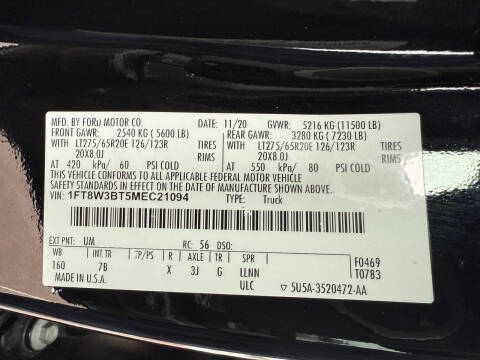 MFD. BY FORD MOTOR CO. 11/20 GVWR: 5216 KG (11500 LB)
FRONT GAWR: 2540 KG (5600 LB) REAR GAWR: 3280 KG (7230 LB)
WITH LT275/65R20E 126/123R TIRES WITH LT275/65R20E 126/123R TIRES
RIMS 20X8.0J RIMS 20X8.0J
AT 420 kPa/ 60 PSI COLD AT 550 kPa/ 80 PSI COLD
THIS VEHICLE CONFORMS TO ALL APPLICABLE FEDERAL MOTOR
VEHICLE SAFETY STANDARDS IN EFFECT ON THE DATE OF MANUFACTURE SHOWN ABOVE.
VIN: 1FT8W3BT5MEC21094 TYPE: Truck
EXT PNT: UM RC: 56 DSO: F0469
WB INT TR TP/PS R AXLE TR SPR T0783
160 7B X 3J G LLNN
MADE IN U.S.A. ULC 5U5A-3520472-AA